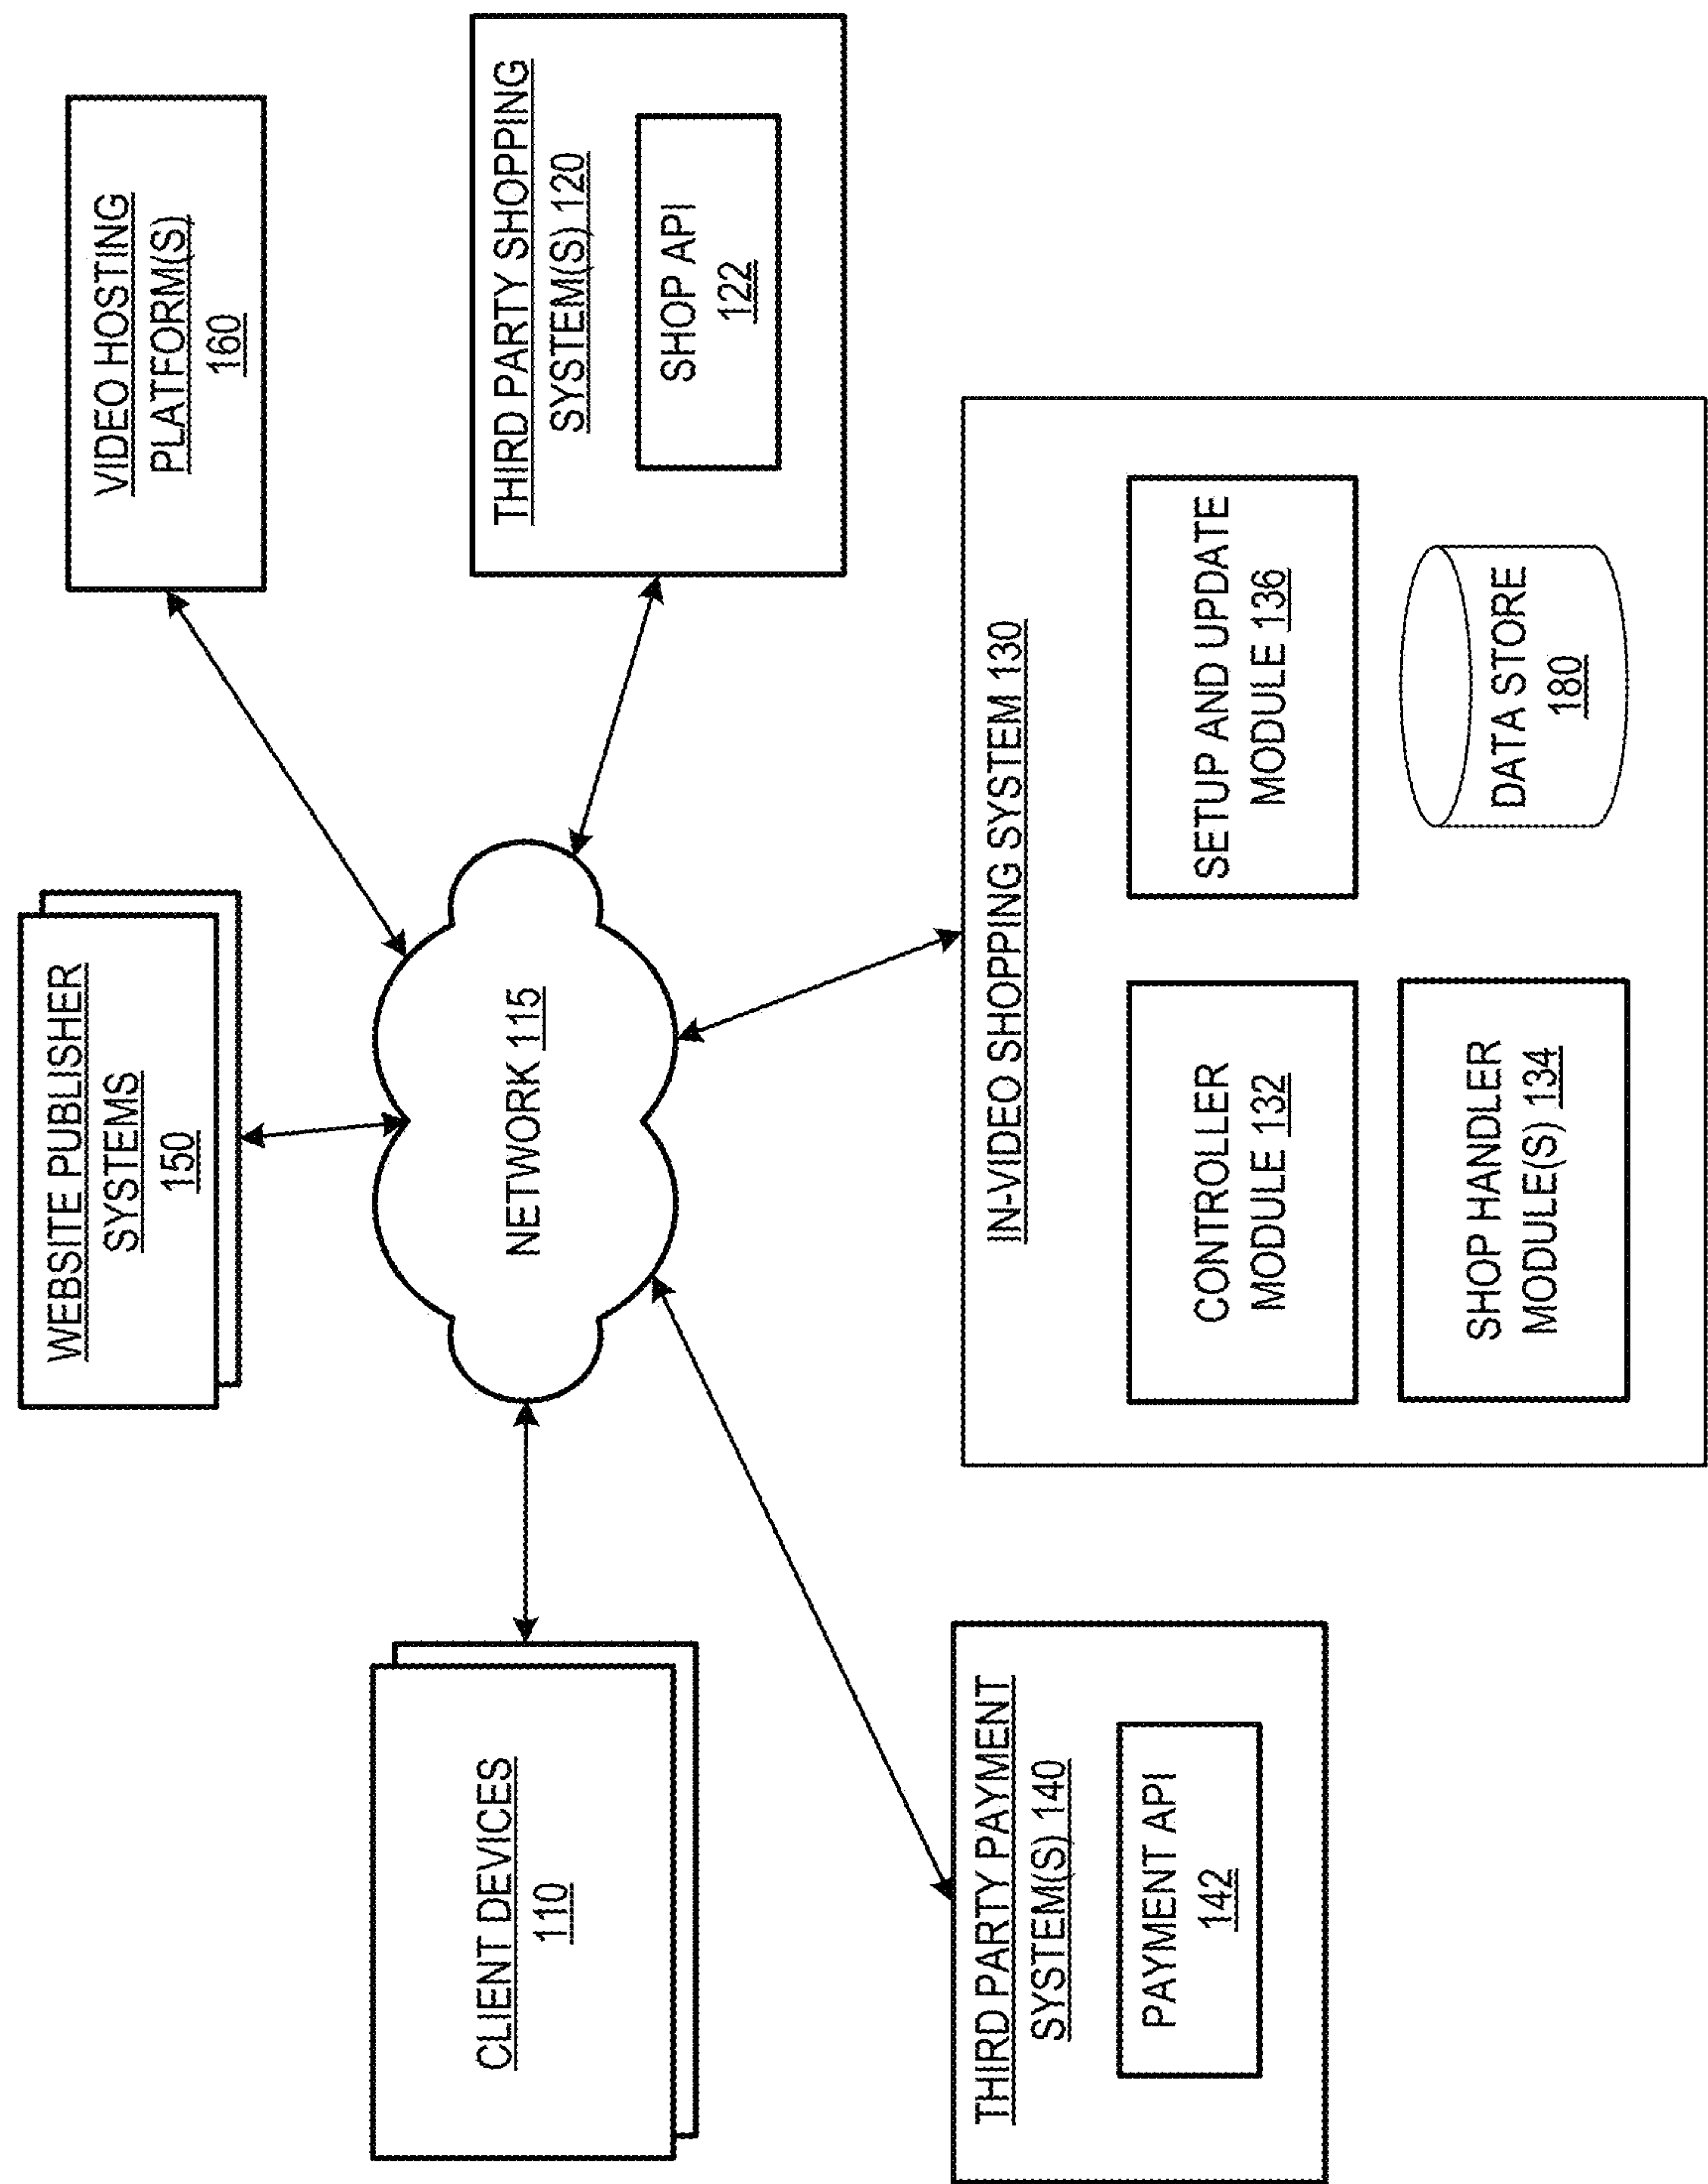 WEBSITE PUBLISHER
SYSTEMS
150
VIDEO HOSTING
PLATFORM(S)
160
CLIENT DEVICES
110
NETWORK 115
THIRD PARTY SHOPPING
SYSTEM(S) 120
SHOP API
122
THIRD PARTY PAYMENT
SYSTEM(S) 140
PAYMENT API
142
IN-VIDEO SHOPPING SYSTEM 130
CONTROLLER
MODULE 132
SETUP AND UPDATE
MODULE 136
SHOP HANDLER
MODULE(S) 134
DATA STORE
180